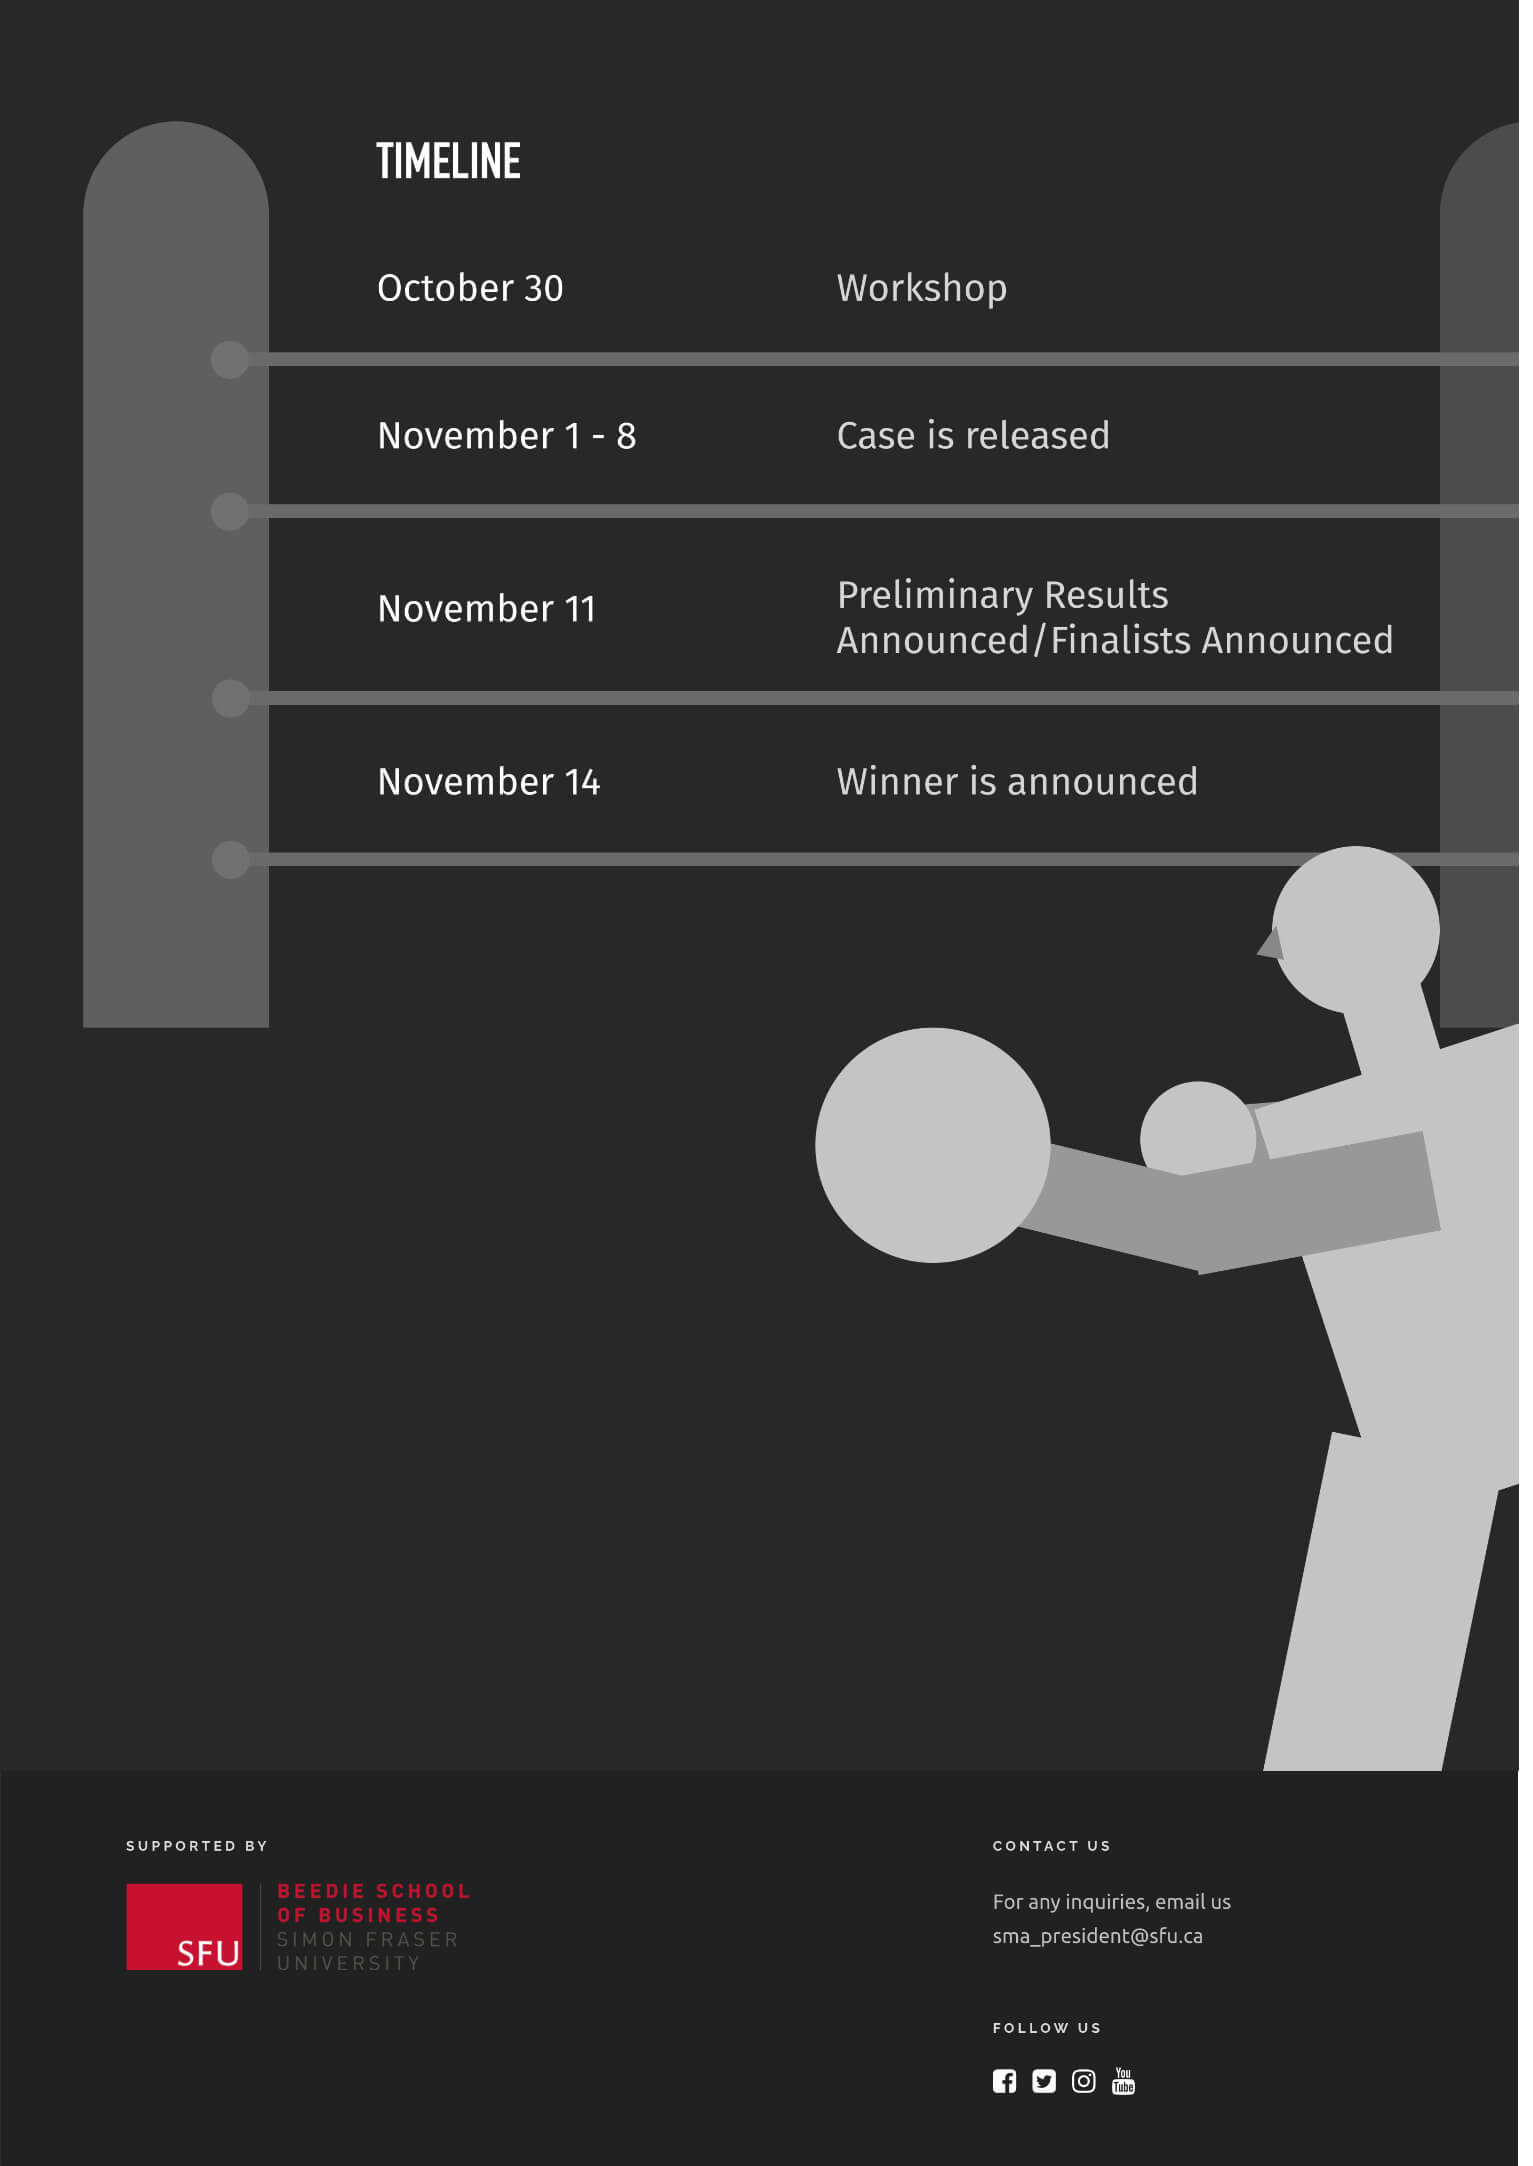 TIMELINE
October 30
Workshop
November 1 - 8
Case is released
November 11
Preliminary Results
Announced/Finalists Announced
November 14
Winner is announced
SUPPORTED BY
SFU
BEEDIE SCHOOL
OF BUSINESS
SIMON FRASER
UNIVERSITY
CONTACT US
For any inquiries, email us
sma_president@sfu.ca
FOLLOW US
You
Tube